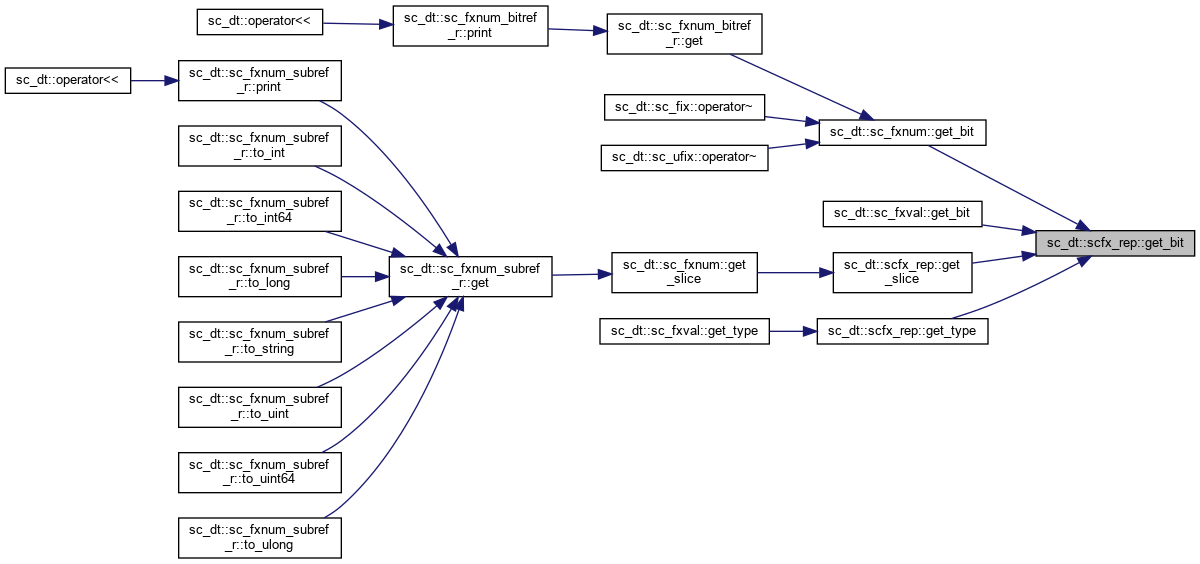 sc_dt::operator<<
sc_dt::sc_fxnum_bitref
_r::print
sc_dt::sc_fxnum_bitref
_r::get
sc_dt::operator<<
sc_dt::sc_fxnum_subref
_r::print
sc_dt::sc_fix::operator~
sc_dt::sc_fxnum::get_bit
sc_dt::sc_fxnum_subref
_r::to_int
sc_dt::sc_ufix::operator~
sc_dt::sc_fxnum_subref
_r::to_int64
sc_dt::sc_fxval::get_bit
sc_dt::scfx_rep::get_bit
sc_dt::sc_fxnum_subref
_r::to_long
sc_dt::sc_fxnum_subref
_r::get
sc_dt::sc_fxnum::get
_slice
sc_dt::scfx_rep::get
_slice
sc_dt::sc_fxnum_subref
_r::to_string
sc_dt::sc_fxval::get_type
sc_dt::scfx_rep::get_type
sc_dt::sc_fxnum_subref
_r::to_uint
sc_dt::sc_fxnum_subref
_r::to_uint64
sc_dt::sc_fxnum_subref
_r::to_ulong